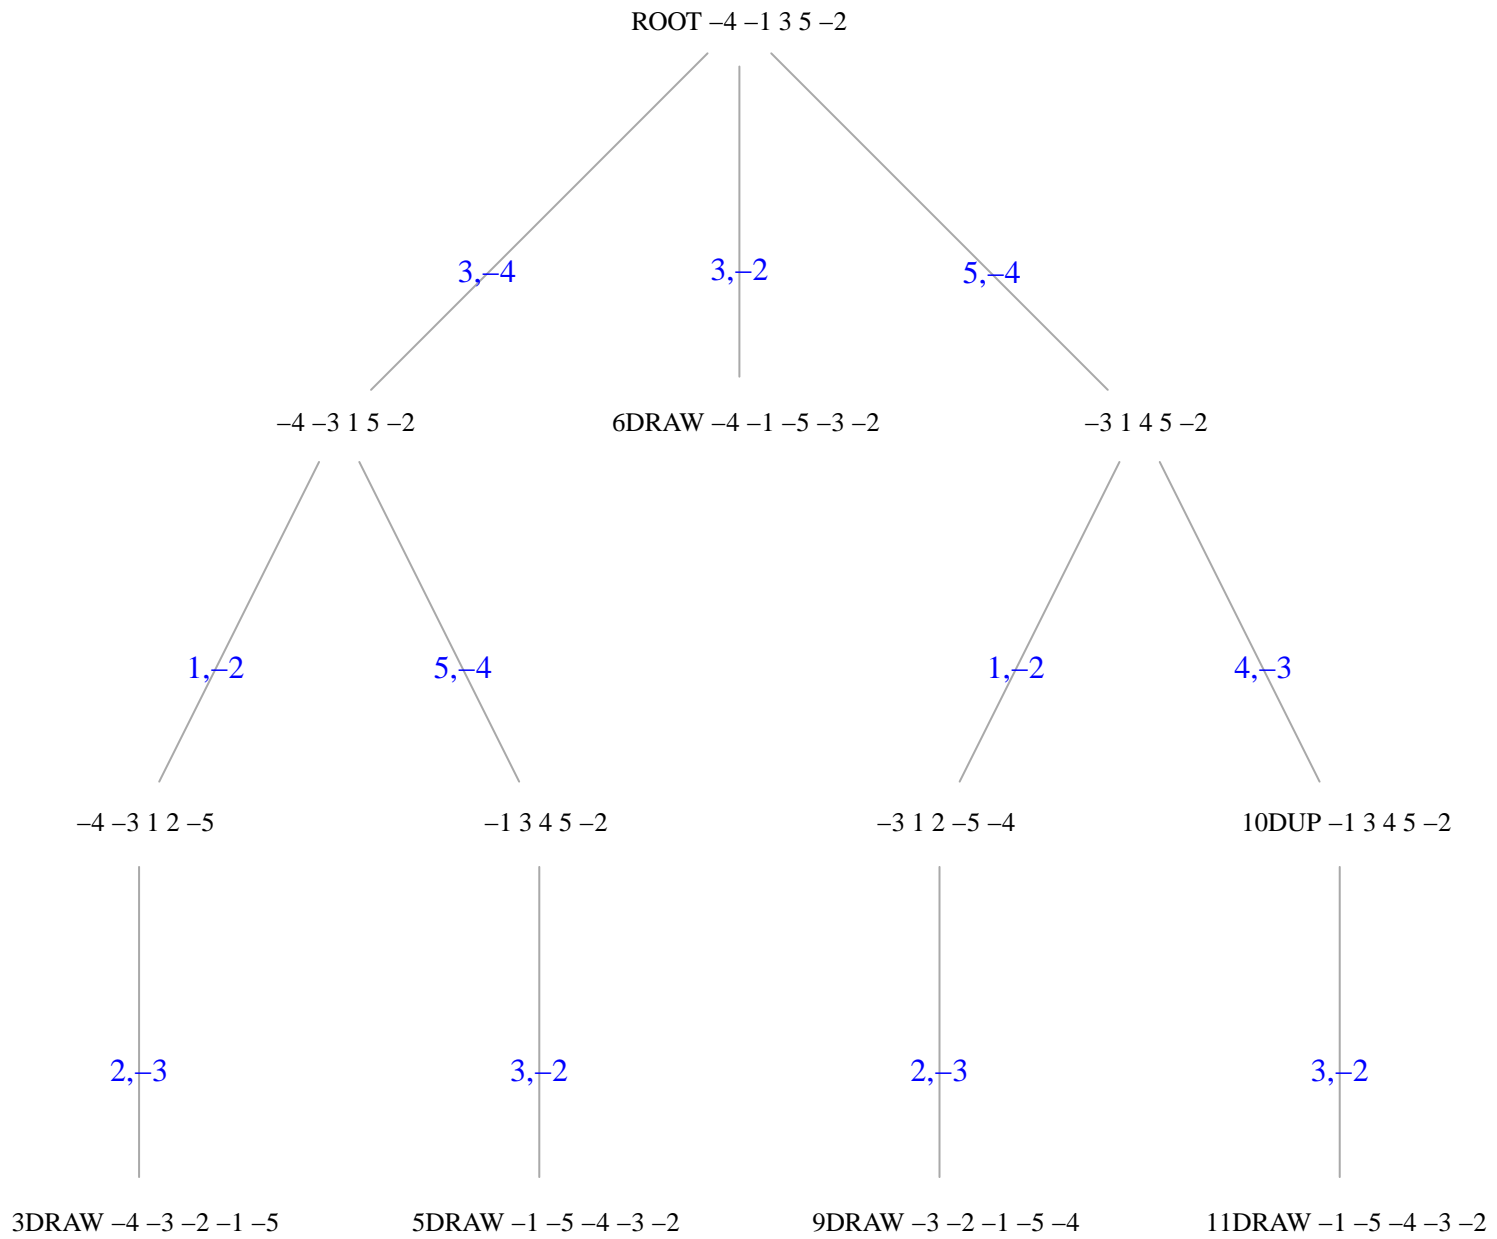 ROOT –4 –1 3 5 –2
3,–4
3,–2
5,–4
–4 –3 1 5 –2
6DRAW –4 –1 –5 –3 –2
–3 1 4 5 –2
1,–2
5,–4
1,–2
4,–3
–4 –3 1 2 –5
–1 3 4 5 –2
–3 1 2 –5 –4
10DUP –1 3 4 5 –2
2,–3
3,–2
2,–3
3,–2
3DRAW –4 –3 –2 –1 –5
5DRAW –1 –5 –4 –3 –2
9DRAW –3 –2 –1 –5 –4
11DRAW –1 –5 –4 –3 –2